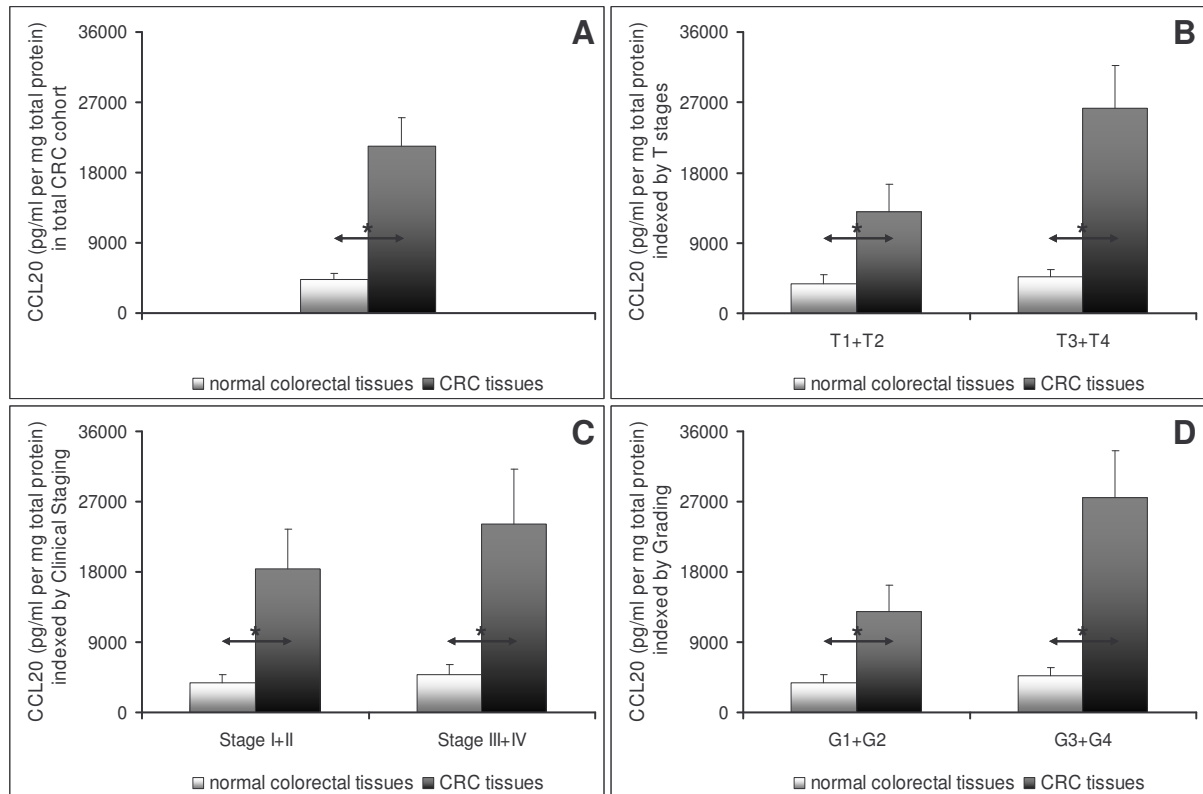 A
CCL20 (pg/ml per mg total protein)
in total CRC cohort
36000
27000
18000
9000
0
*
normal colorectal tissues CRC tissues
B
CCL20 (pg/ml per mg total protein)
indexed by T stages
36000
27000
18000
9000
0
* *
T1+T2 T3+T4
normal colorectal tissues CRC tissues
C
CCL20 (pg/ml per mg total protein)
indexed by Clinical Staging
36000
27000
18000
9000
0
* *
Stage I+II Stage III+IV
normal colorectal tissues CRC tissues
D
CCL20 (pg/ml per mg total protein)
indexed by Grading
36000
27000
18000
9000
0
* *
G1+G2 G3+G4
normal colorectal tissues CRC tissues